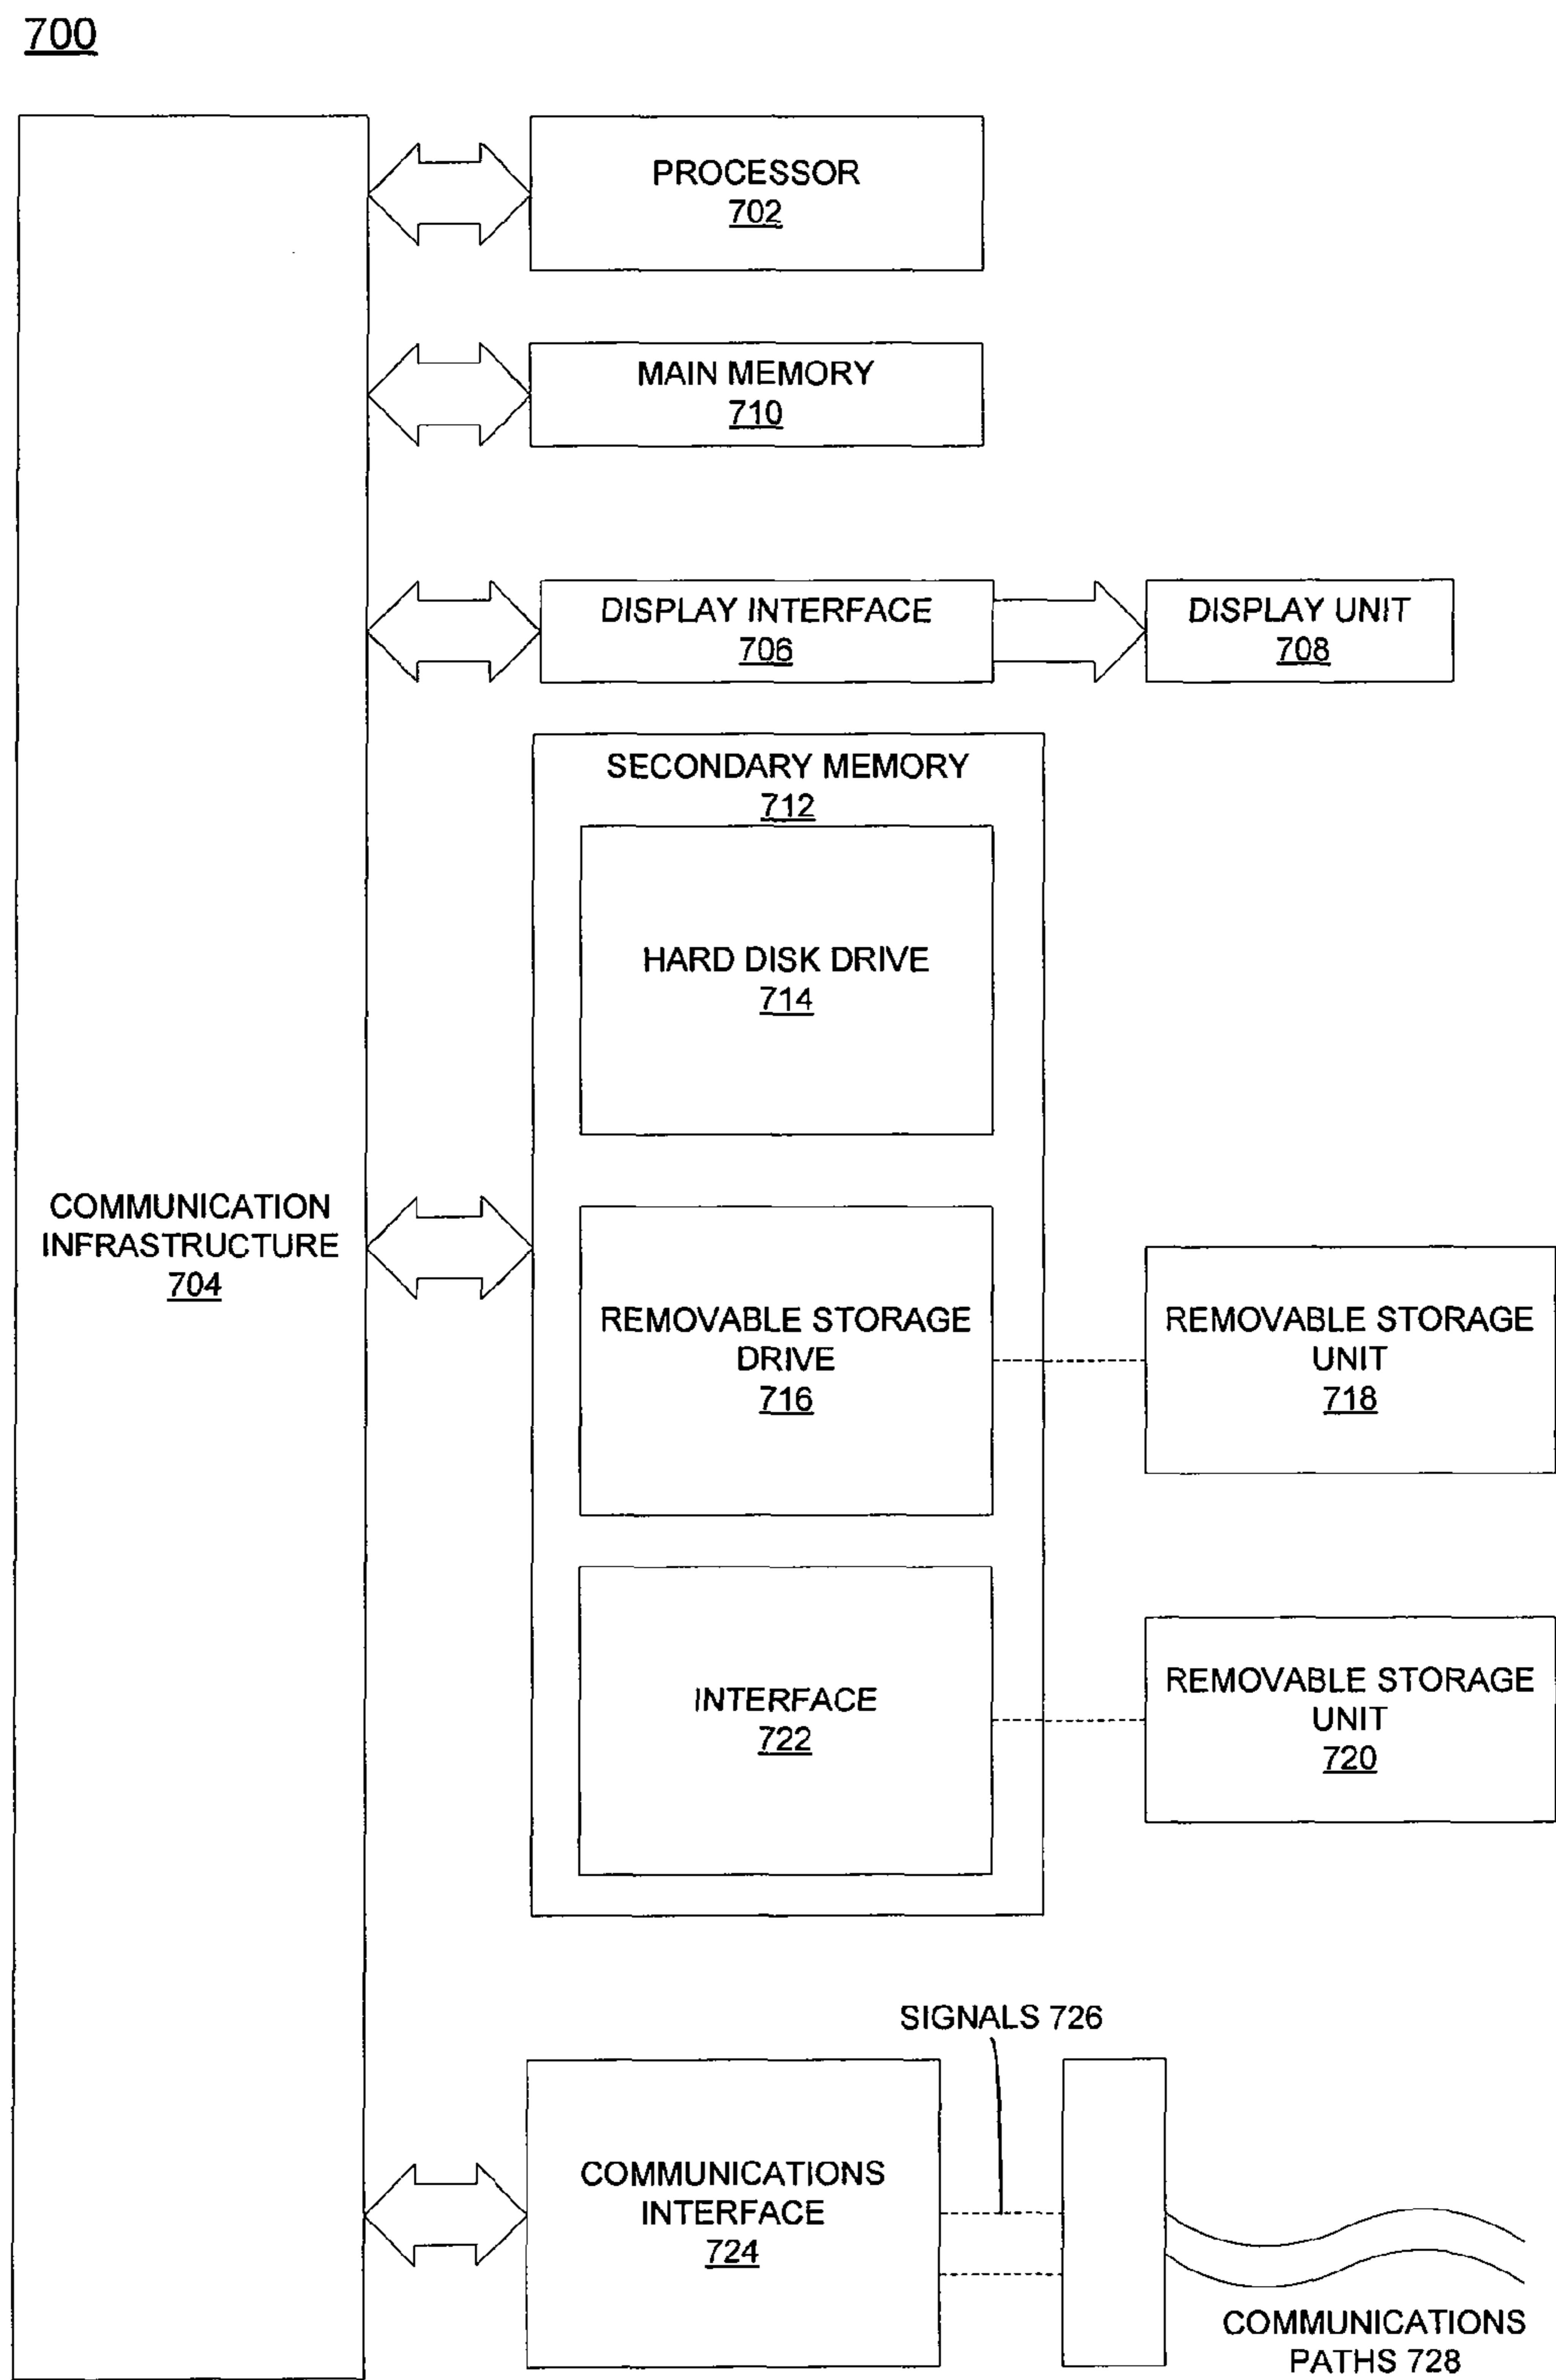 700
PROCESSOR
702
MAIN MEMORY
710
DISPLAY INTERFACE
706
DISPLAY UNIT
708
SECONDARY MEMORY
712
HARD DISK DRIVE
714
COMMUNICATION
INFRASTRUCTURE
704
REMOVABLE STORAGE
DRIVE
716
REMOVABLE STORAGE
UNIT
718
INTERFACE
722
REMOVABLE STORAGE
UNIT
720
SIGNALS 726
COMMUNICATIONS
INTERFACE
724
COMMUNICATIONS
PATHS 728